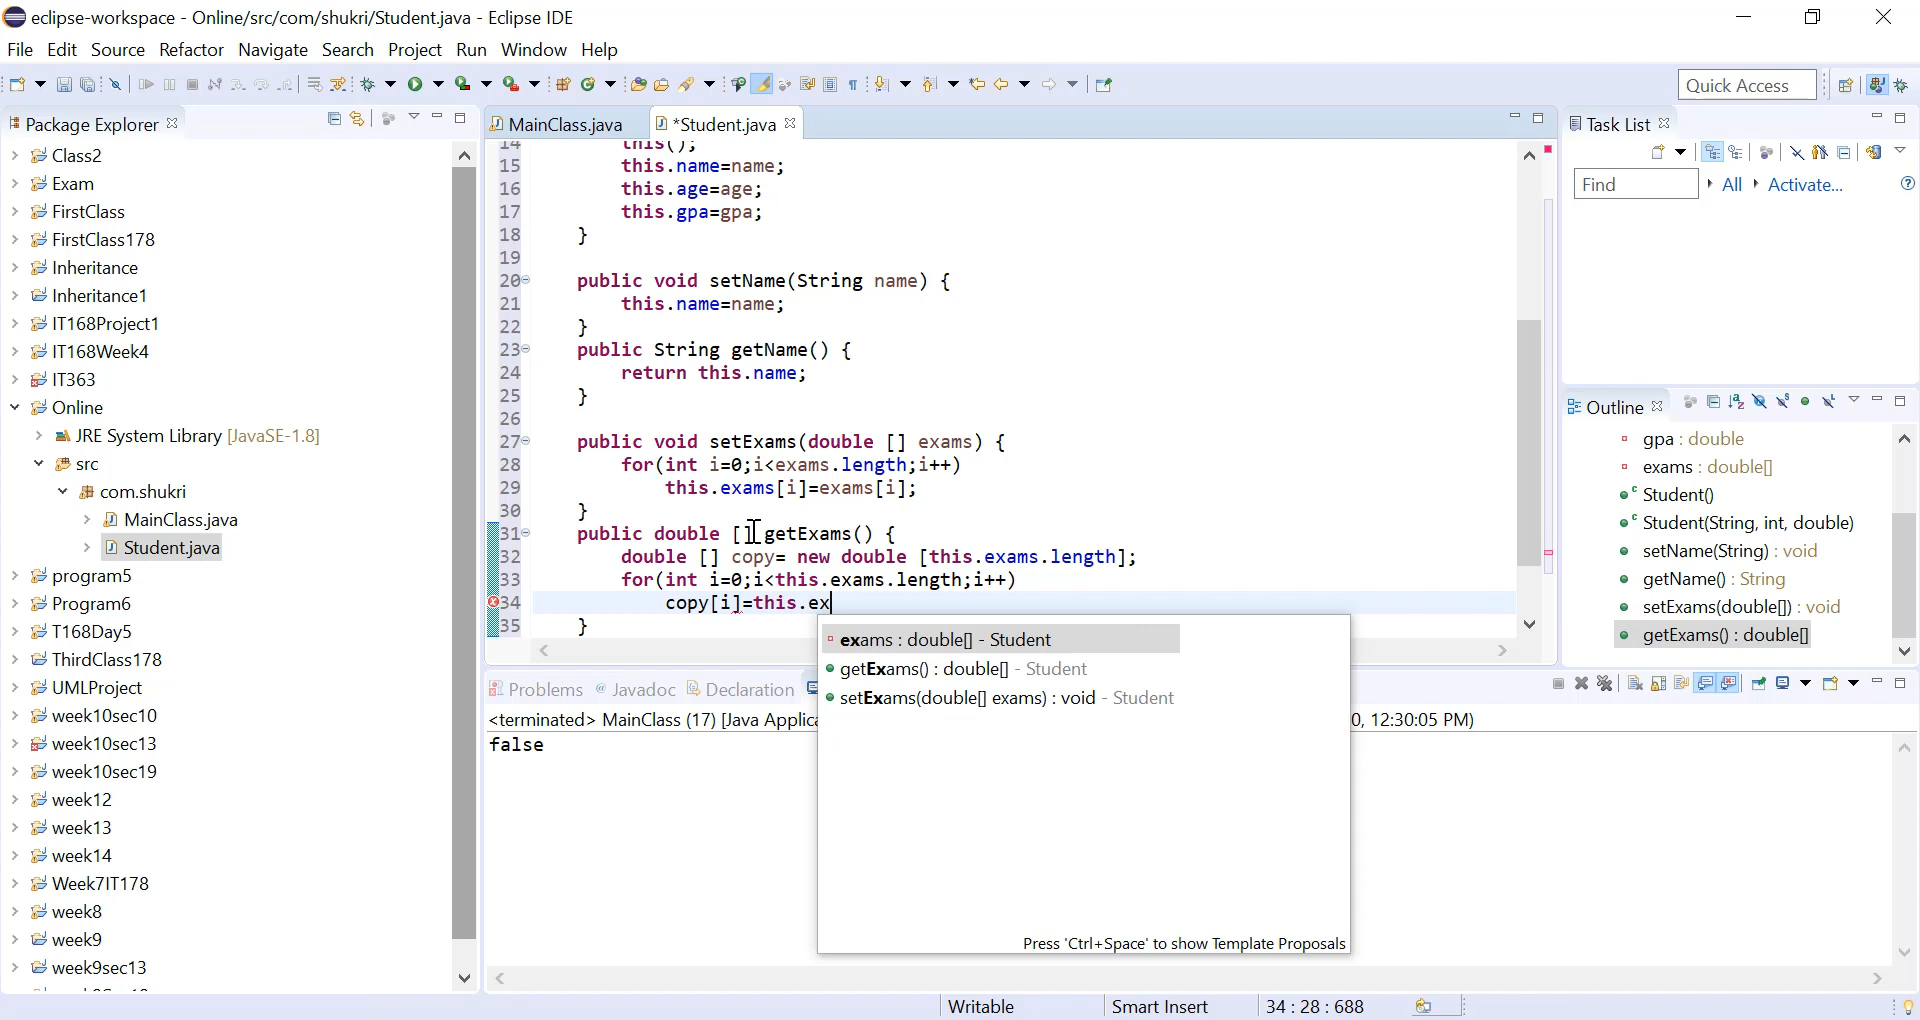 eclipse-workspace - Online/src/com/shukri/Student.java - Eclipse IDE
File Edit Source Refactor Navigate Search Project Run Window Help
Quick Access
Package Explorer
Class2
Exam
FirstClass
FirstClass178
Inheritance
Inheritance1
IT168Project1
IT168Week4
IT363
Online
JRE System Library [JavaSE-1.8]
src
com.shukri
MainClass.java
Student.java
program5
Program6
T168Day5
ThirdClass178
UMLProject
week10sec10
week10sec13
week10sec19
week12
week13
week14
Week7IT178
week8
week9
week9sec13
MainClass.java *Student.java
14 this();
15 this.name=name;
16 this.age=age;
17 this.gpa=gpa;
18 }
19
20 public void setName(String name) {
21 this.name=name;
22 }
23 public String getName() {
24 return this.name;
25 }
26
27 public void setExams(double [] exams) {
28 for(int i=0;i<exams.length;i++)
29 this.exams[i]=exams[i];
30 }
31 public double [] getExams() {
32 double [] copy= new double [this.exams.length];
33 for(int i=0;i<this.exams.length;i++)
34 copy[i]=this.ex
35 }
exams : double[] - Student
getExams() : double[] - Student
setExams(double[] exams) : void - Student
Press 'Ctrl+Space' to show Template Proposals
Problems @ Javadoc Declaration
<terminated> MainClass (17) [Java Applica
0, 12:30:05 PM)
false
Task List
Find All Activate...
Outline
gpa : double
exams : double[]
Student()
Student(String, int, double)
setName(String) : void
getName() : String
setExams(double[]) : void
getExams() : double[]
Writable Smart Insert 34 : 28 : 688